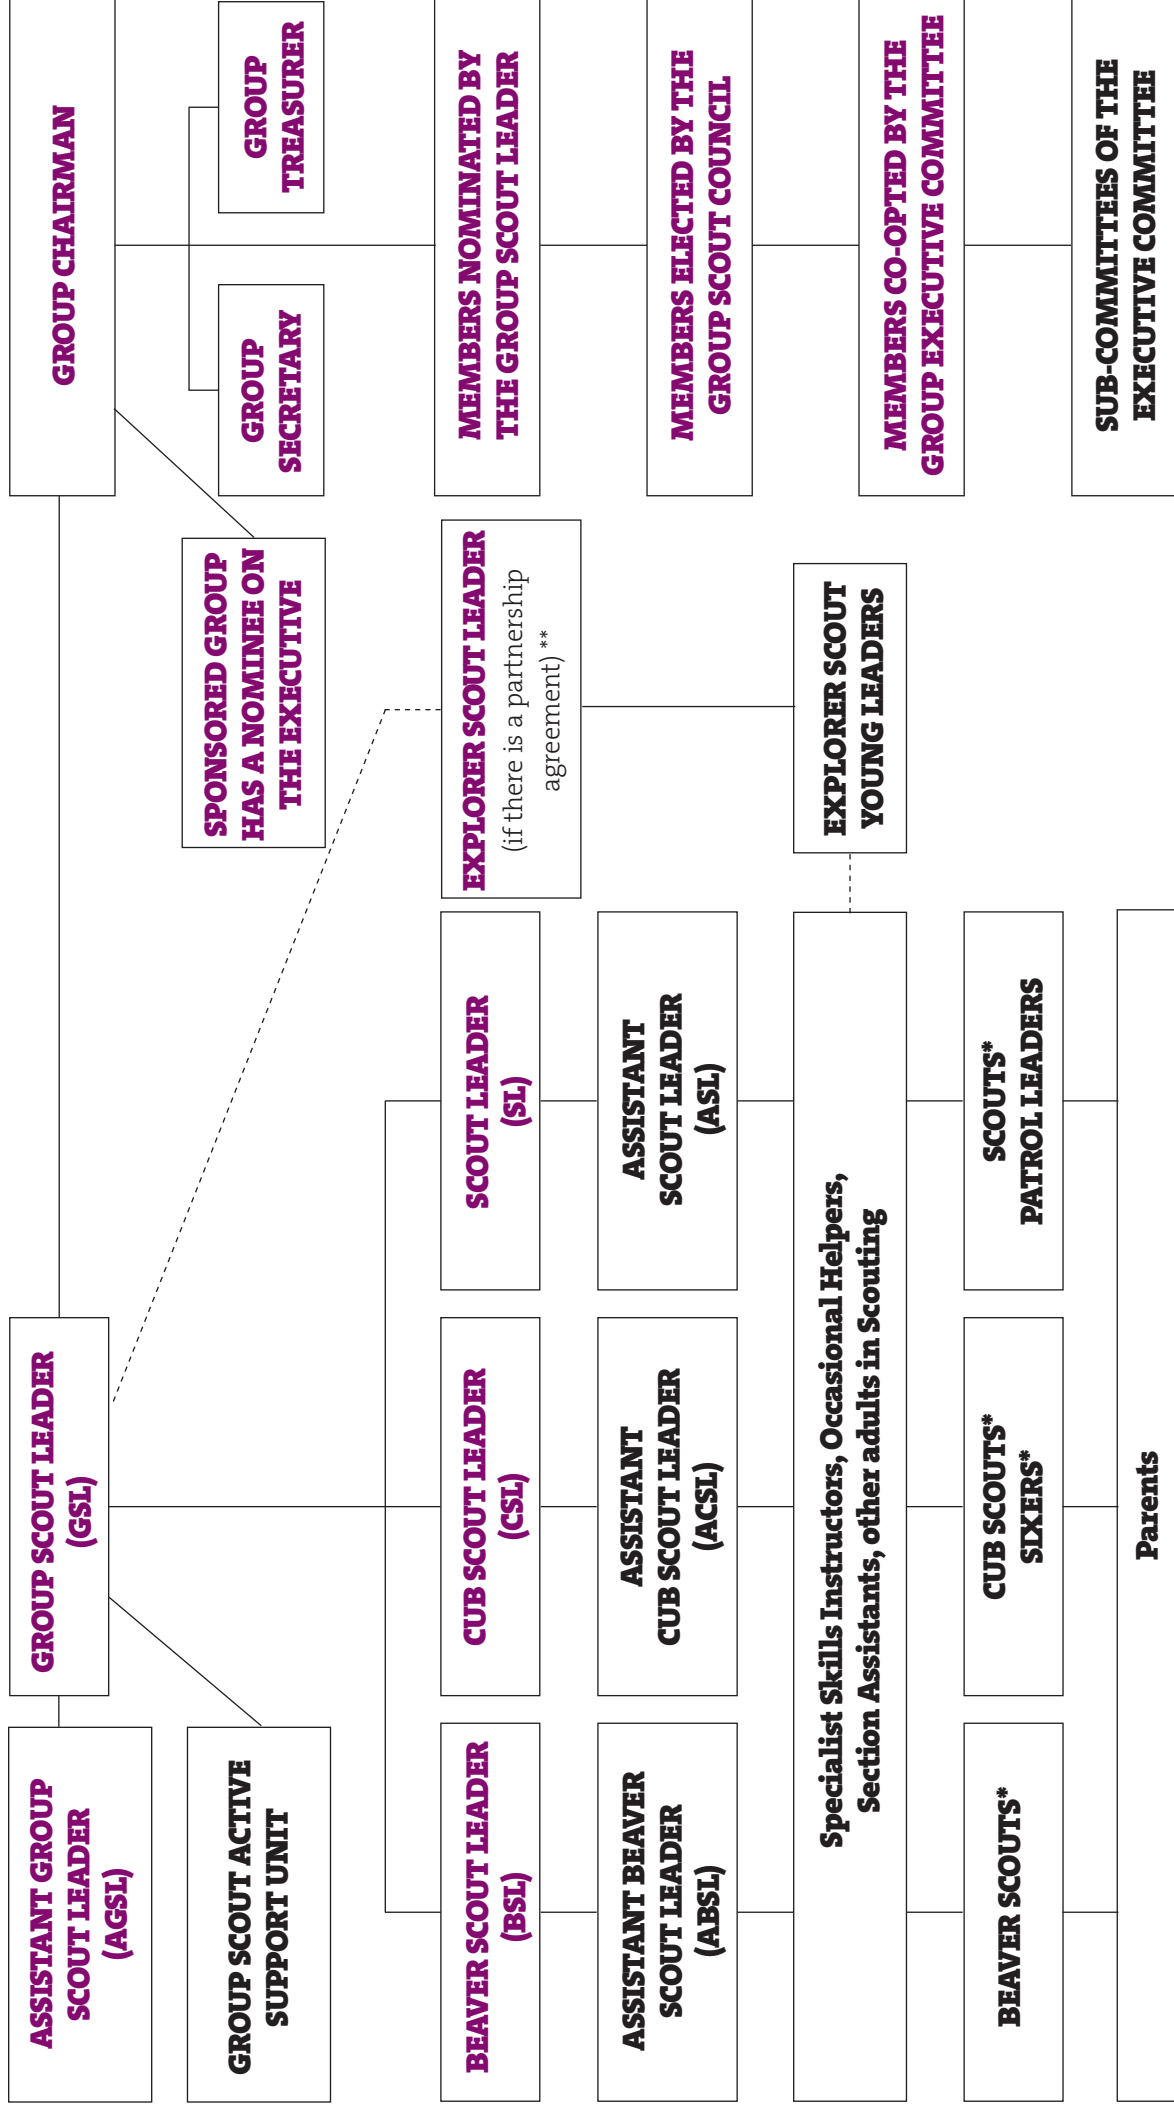 ASSISTANT GROUP
SCOUT LEADER
(AGSL)
GROUP SCOUT LEADER
(GSL)
GROUP CHAIRMAN
GROUP SCOUT ACTIVE
SUPPORT UNIT
SPONSORED GROUP
HAS A NOMINEE ON
THE EXECUTIVE
GROUP
SECRETARY
GROUP
TREASURER
BEAVER SCOUT LEADER
(BSL)
CUB SCOUT LEADER
(CSL)
SCOUT LEADER
(SL)
EXPLORER SCOUT LEADER
(if there is a partnership
agreement) **
MEMBERS NOMINATED BY
THE GROUP SCOUT LEADER
ASSISTANT BEAVER
SCOUT LEADER
(ABSL)
ASSISTANT
CUB SCOUT LEADER
(ACSL)
ASSISTANT
SCOUT LEADER
(ASL)
MEMBERS ELECTED BY THE
GROUP SCOUT COUNCIL
Specialist Skills Instructors, Occasional Helpers,
Section Assistants, other adults in Scouting
EXPLORER SCOUT
YOUNG LEADERS
MEMBERS CO-OPTED BY THE
GROUP EXECUTIVE COMMITTEE
BEAVER SCOUTS*
CUB SCOUTS*
SIXERS*
SCOUTS*
PATROL LEADERS
SUB-COMMITTEES OF THE
EXECUTIVE COMMITTEE
Parents